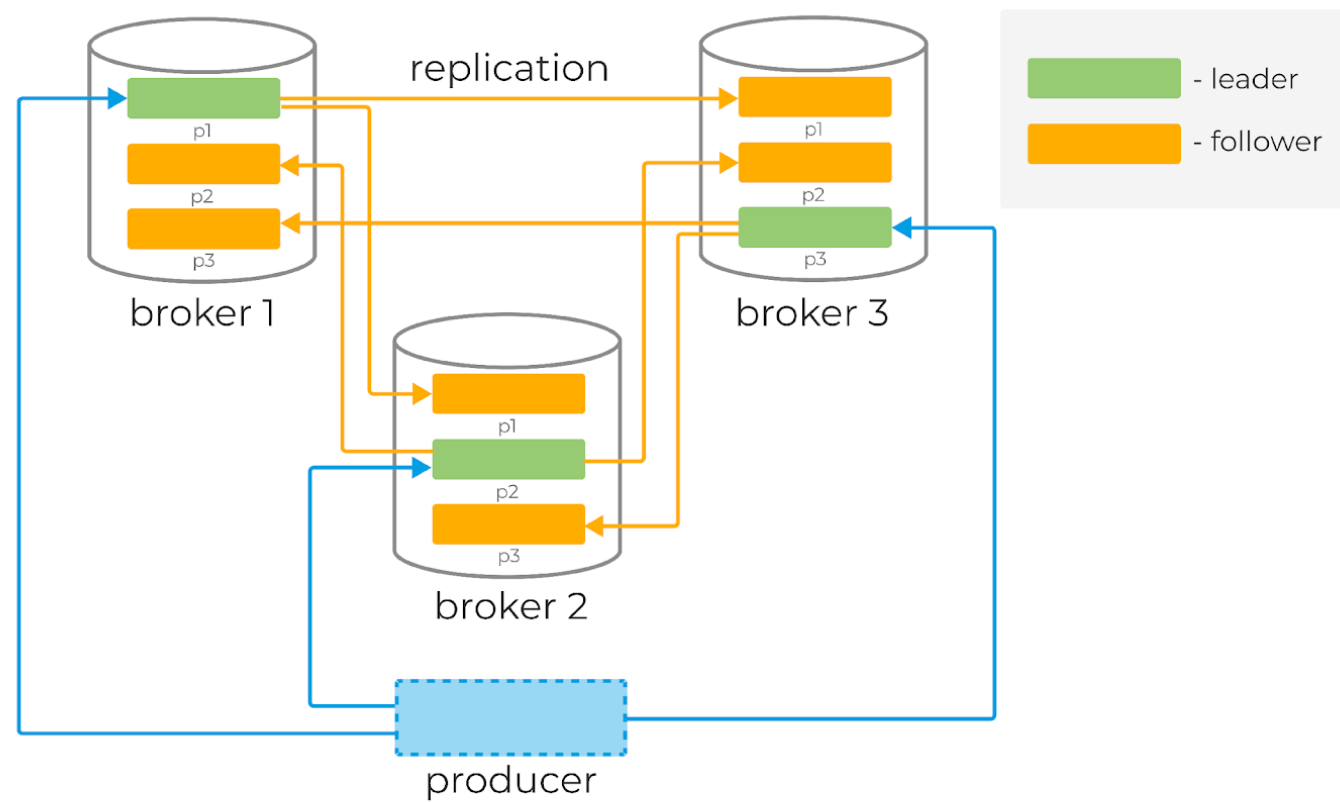 replication
- leader
- follower
p1
p2
p3
broker 1
p1
p2
p3
broker 3
p1
p2
p3
broker 2
producer